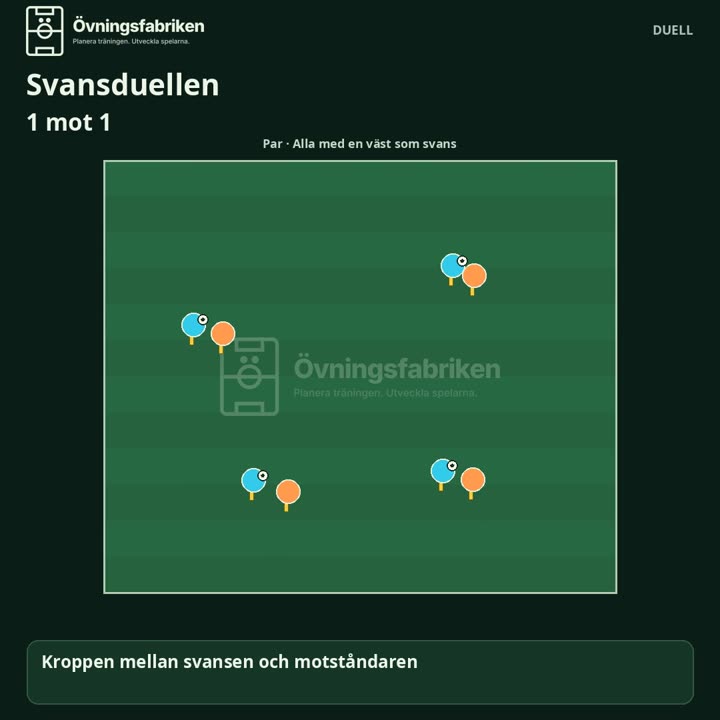 Övningsfabriken
Planera träningen. Utveckla spelarna.
DUELL
Svansduellen
1 mot 1
Par · Alla med en väst som svans
Övningsfabriken
Planera träningen. Utveckla spelarna.
Kroppen mellan svansen och motståndaren